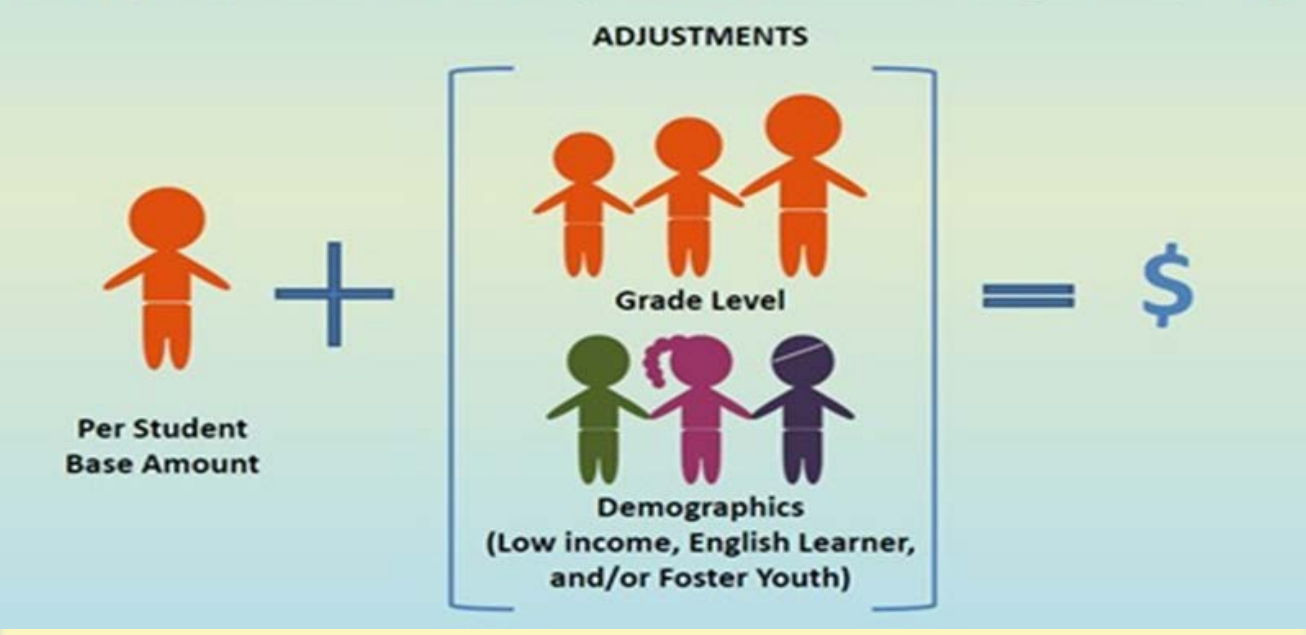 ADJUSTMENTS
Per Student
Base Amount
+
Grade Level
Demographics
(Low income, English Learner,
and/or Foster Youth)
=
$